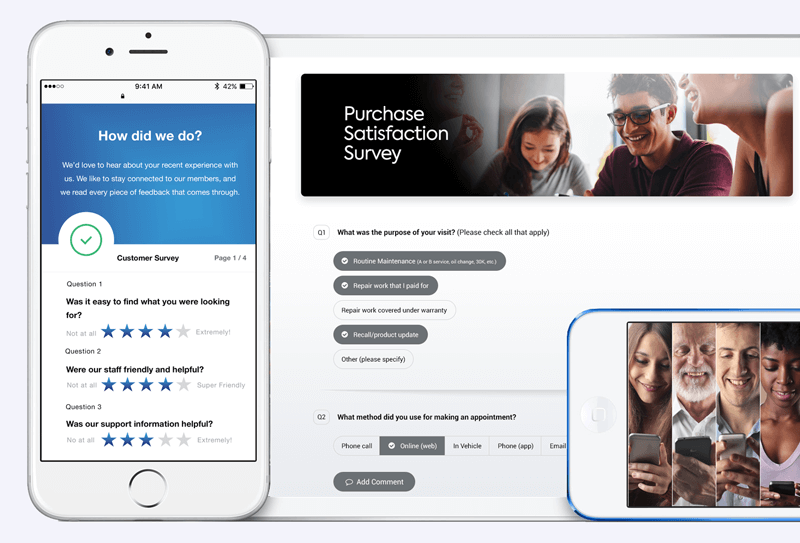 9:41 AM
42%
How did we do?
We'd love to hear about your recent experience with
us. We like to stay connected to our members, and
we read every piece of feedback that comes through.
Customer Survey
Page 1 / 4
Question 1
Was it easy to find what you were looking
for?
Not at all
Extremely!
Question 2
Were our staff friendly and helpful?
Not at all
Super Friendly
Question 3
Was our support information helpful?
No at all
Extremely!
Purchase
Satisfaction
Survey
Q1
What was the purpose of your visit? (Please check all that apply)
Routine Maintenance (A or B service, oil change, 30K, etc.)
Repair work that I paid for
Repair work covered under warranty
Recall/product update
Other (please specify)
Q2
What method did you use for making an appointment?
Phone call
Online (web)
In Vehicle
Phone (app)
Email
Add Comment